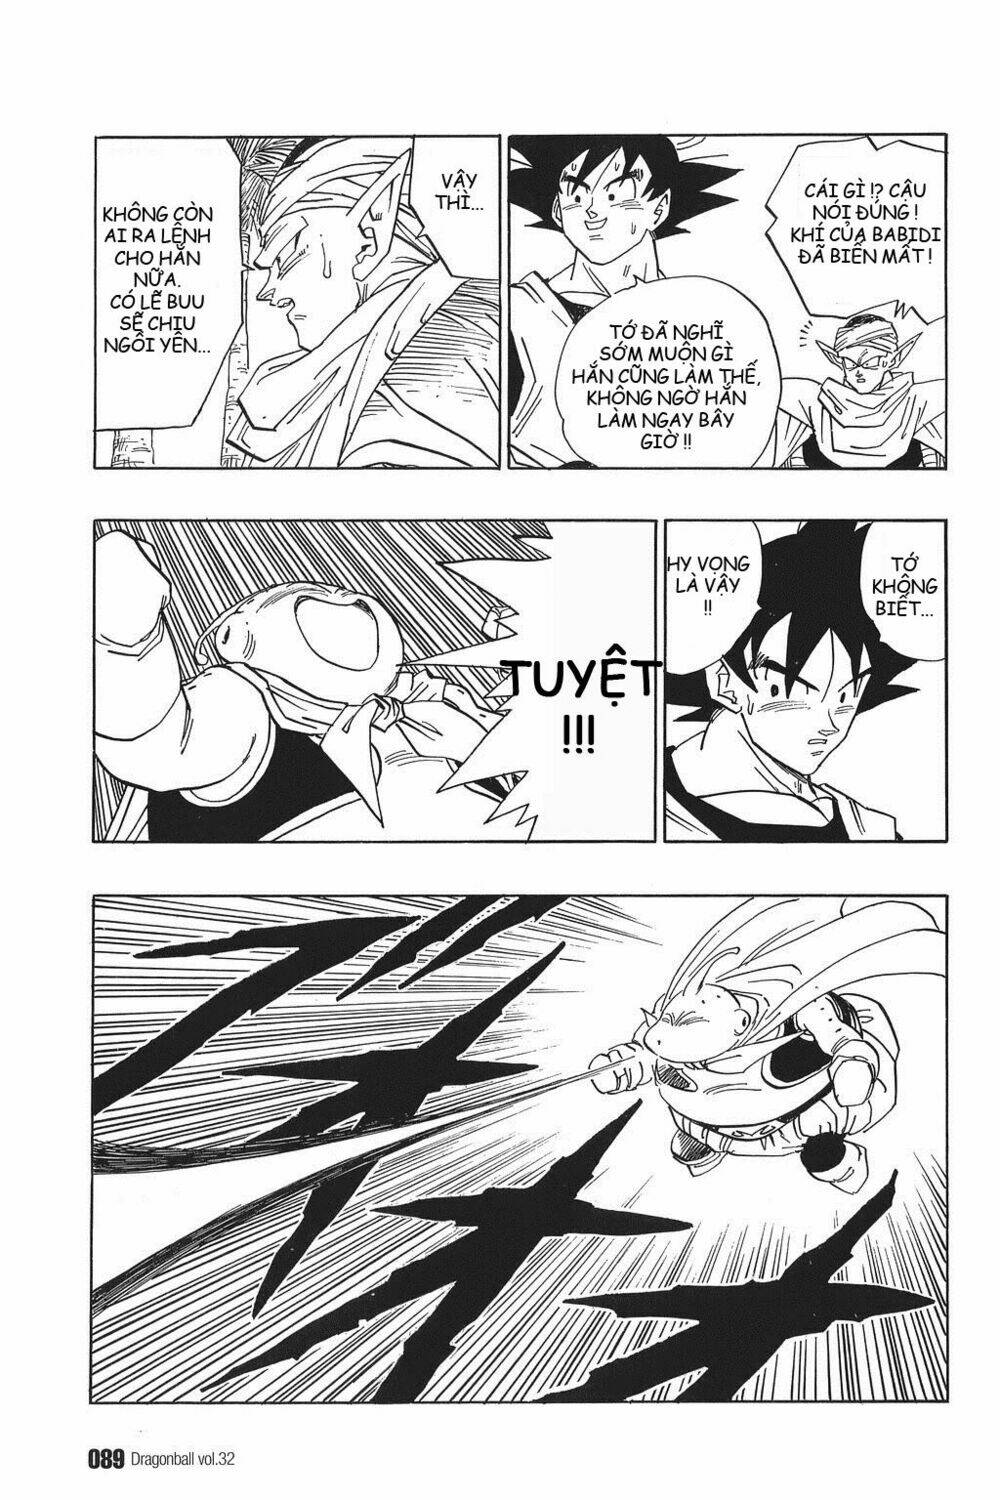 CÁI GÌ !? CẬU
NÓI ĐÚNG !
KHÍ CỦA BABIDI
ĐÃ BIẾN MẤT !
TỚ ĐÃ NGHĨ
SỚM MUỘN GÌ
HẮN CŨNG LÀM THẾ,
KHÔNG NGỜ HẮN
LÀM NGAY BÂY
GIỜ !!
VẬY
THÌ...
KHÔNG CÒN
AI RA LỆNH
CHO HẮN
NỮA.
CÓ LẼ BUU
SẼ CHỊU
NGỒI YÊN...
TỚ
KHÔNG
BIẾT...
HY VỌNG
LÀ VẬY
!!
TUYỆT
!!!
089 Dragonball vol.32